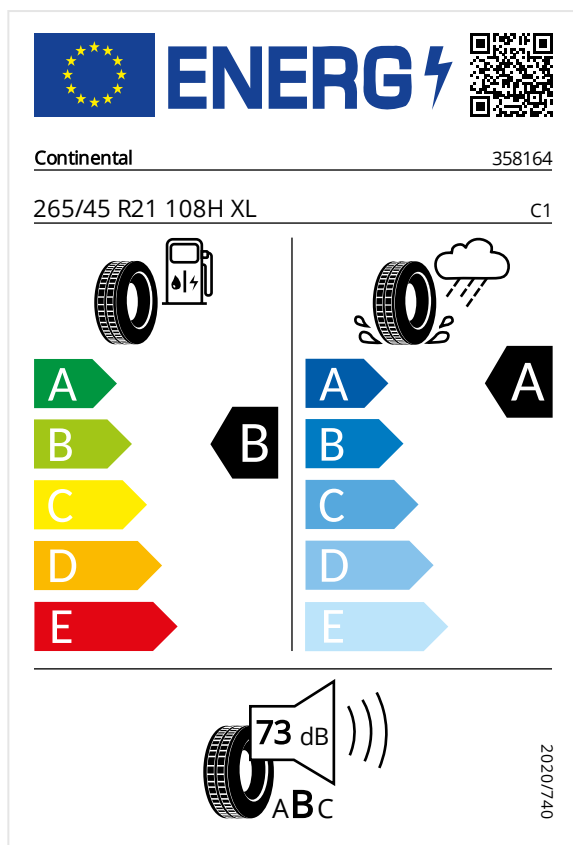 ENERG
Continental 358164
265/45 R21 108H XL C1
A A A
B B B
C C
D D
E E
73 dB
ABC
2020/740